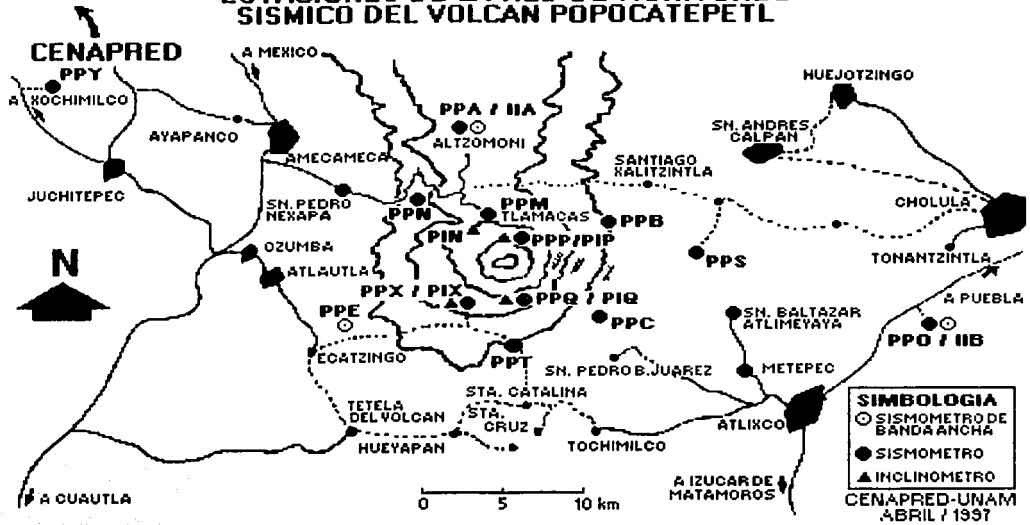 SISMICO DEL VOLCAN POPOCATEPETL
CENAPRED
PPY
A XOCHIMILCO
A MEXICO
HUEJOTZINGO
PPA / IIA
ALTZOMONI
AYAPANCO
AMECAMECA
SN. ANDRES
CALPAN
JUCHITEPEC
SANTIAGO
XALITZINTLA
SN. PEDRO
NEXAPA
PPN
PPM
TLAMACAS
PPB
CHOLULA
PIN
PPP/PIP
OZUMBA
N
ATLAUTLA
PPS
TONANTZINTLA
PPX / PIX
PPQ / PIQ
A PUEBLA
PPE
PPC
SN. BALTAZAR
ATLIMEYAYA
PPO / IIB
ECATZINGO
PPT
SN. PEDRO B. JUAREZ
METEPEC
STA. CATALINA
TETELA
DEL VOLCAN
STA.
CRUZ
HUEYAPAN
TOCHIMILCO
ATLIXCO
SIMBOLOGIA
SISMOMETRO DE
BANDA ANCHA
SISMOMETRO
INCLINOMETRO
A CUAUTLA
0 5 10 km
A IZUCAR DE
MATAMOROS
CENAPRED-UNAM
ABRIL / 1997